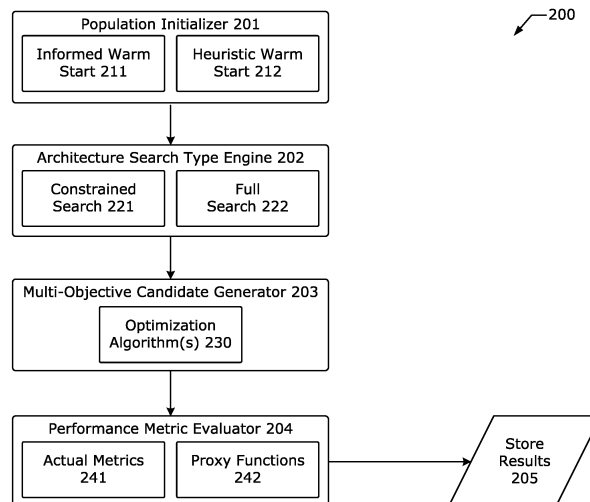 200
Population Initializer 201
Informed Warm
Start 211
Heuristic Warm
Start 212
Architecture Search Type Engine 202
Constrained
Search 221
Full
Search 222
Multi-Objective Candidate Generator 203
Optimization
Algorithm(s) 230
Performance Metric Evaluator 204
Actual Metrics
241
Proxy Functions
242
Store
Results
205